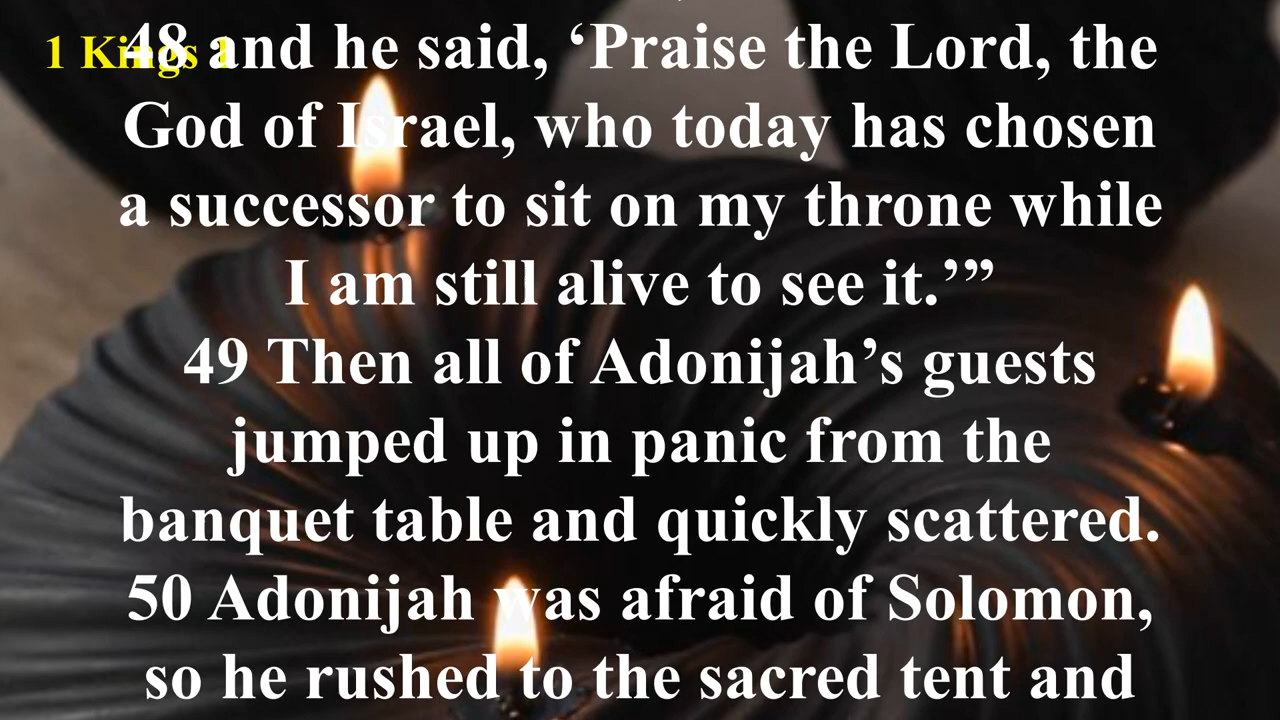 1 Kings 1
48 and he said, ‘Praise the Lord, the
God of Israel, who today has chosen
a successor to sit on my throne while
I am still alive to see it.’”
49 Then all of Adonijah’s guests
jumped up in panic from the
banquet table and quickly scattered.
50 Adonijah was afraid of Solomon,
so he rushed to the sacred tent and